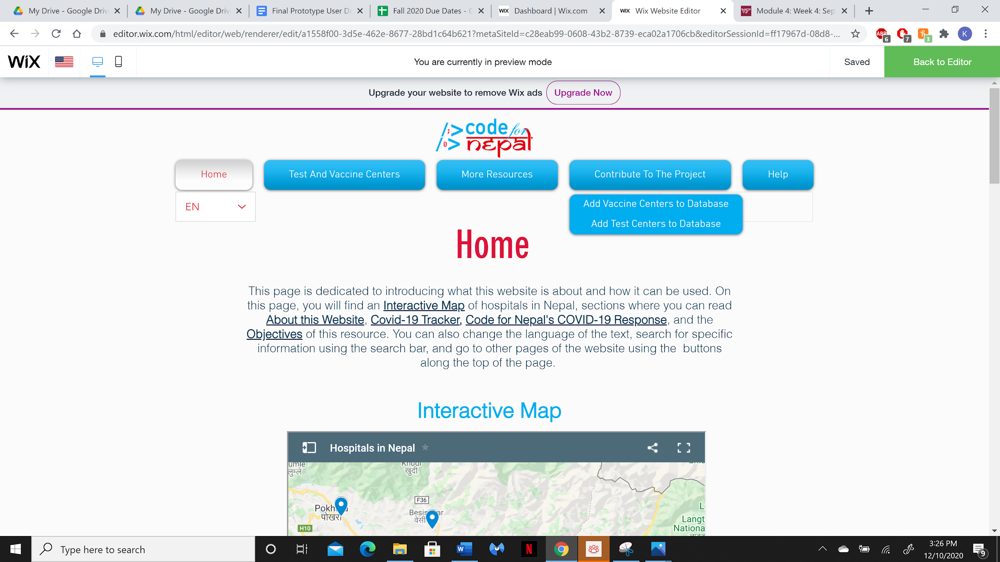 My Drive - Google Driv
My Drive - Google Driv
Final Prototype User D
Fall 2020 Due Dates - G
WiX Dashboard | Wix.com
WiX Wix Website Editor
VT Module 4: Week 4: Sep
editor.wix.com/html/editor/web/renderer/edit/a1558f00-3d5e-462e-8677-28bd1c64b621?metaSiteId=c28eab99-0608-43b2-8739-eca02a1706cb&editorSessionId=ff17967d-08d8-...
ABP 6 7 3 K
WiX
You are currently in preview mode
Saved
Back to Editor
Upgrade your website to remove Wix ads
Upgrade Now
code for
nepal
Home
Test And Vaccine Centers
More Resources
Contribute To The Project
Help
EN
Add Vaccine Centers to Database
Add Test Centers to Database
Home
This page is dedicated to introducing what this website is about and how it can be used. On
this page, you will find an Interactive Map of hospitals in Nepal, sections where you can read
About this Website, Covid-19 Tracker, Code for Nepal's COVID-19 Response, and the
Objectives of this resource. You can also change the language of the text, search for specific
information using the search bar, and go to other pages of the website using the  buttons
along the top of the page.
Interactive Map
Hospitals in Nepal
umle
लुम्ले
Khudi
खुदी
F36
पोखरा
H10
Langt
Nationa
Type here to search
W
N
3:26 PM
12/10/2020
9